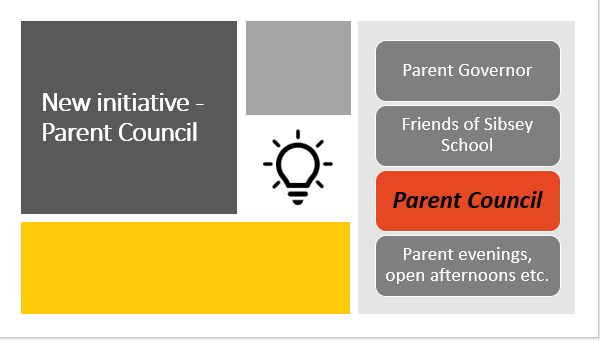 New initiative -
Parent Council
Parent Governor
Friends of Sibsey
School
Parent Council
Parent evenings,
open afternoons etc.